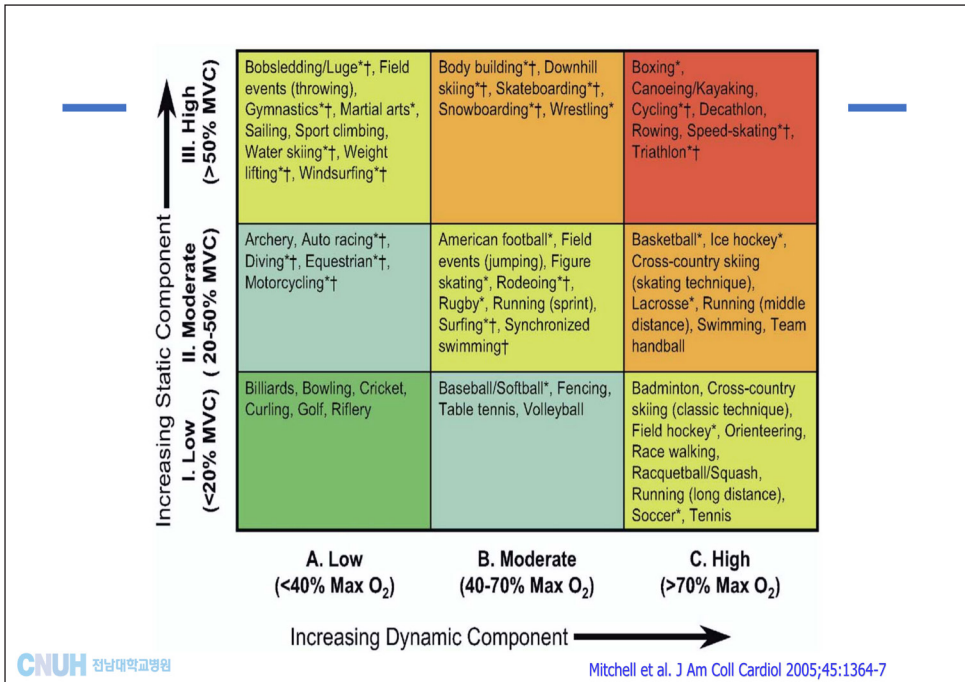 Increasing Static Component
III. High
(>50% MVC)
Bobsledding/Luge*†, Field
events (throwing),
Gymnastics*†, Martial arts*,
Sailing, Sport climbing,
Water skiing*†, Weight
lifting*†, Windsurfing*†
Body building*†, Downhill
skiing*†, Skateboarding*†,
Snowboarding*†, Wrestling*
Boxing*,
Canoeing/Kayaking,
Cycling*†, Decathlon,
Rowing, Speed-skating*†,
Triathlon*†
II. Moderate
( 20-50% MVC)
Archery, Auto racing*†,
Diving*†, Equestrian*†,
Motorcycling*†
American football*, Field
events (jumping), Figure
skating*, Rodeoing*†,
Rugby*, Running (sprint),
Surfing*†, Synchronized
swimming†
Basketball*, Ice hockey*,
Cross-country skiing
(skating technique),
Lacrosse*, Running (middle
distance), Swimming, Team
handball
I. Low
(<20% MVC)
Billiards, Bowling, Cricket,
Curling, Golf, Riflery
Baseball/Softball*, Fencing,
Table tennis, Volleyball
Badminton, Cross-country
skiing (classic technique),
Field hockey*, Orienteering,
Race walking,
Racquetball/Squash,
Running (long distance),
Soccer*, Tennis
A. Low
(<40% Max O₂)
B. Moderate
(40-70% Max O₂)
C. High
(>70% Max O₂)
Increasing Dynamic Component
CNUH 전남대학교병원
Mitchell et al. J Am Coll Cardiol 2005;45:1364-7